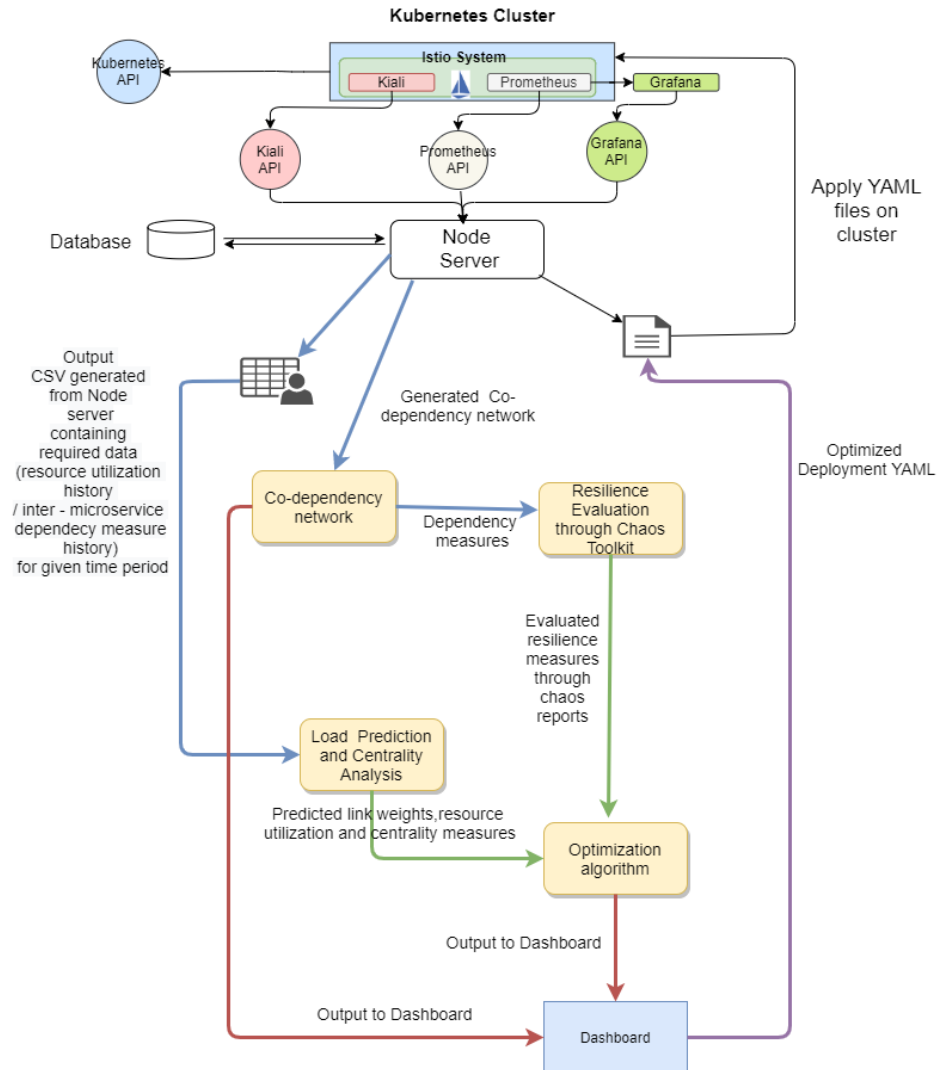 Kubernetes Cluster
Istio System
Kubernetes
API
Kiali
Prometheus
Grafana
Kiali
API
Prometheus
API
Grafana
API
Apply YAML
files on
cluster
Database
Node
Server
Output
CSV generated
from Node
server
containing
required data
(resource utilization
history
/ inter - microservice
dependecy measure
history)
for given time period
Generated Co-
dependency network
Optimized
Deployment YAML
Co-dependency
network
Dependency
measures
Resilience
Evaluation
through Chaos
Toolkit
Evaluated
resilience
measures
through
chaos
reports
Load Prediction
and Centrality
Analysis
Predicted link weights,resource
utilization and centrality measures
Optimization
algorithm
Output to Dashboard
Output to Dashboard
Dashboard